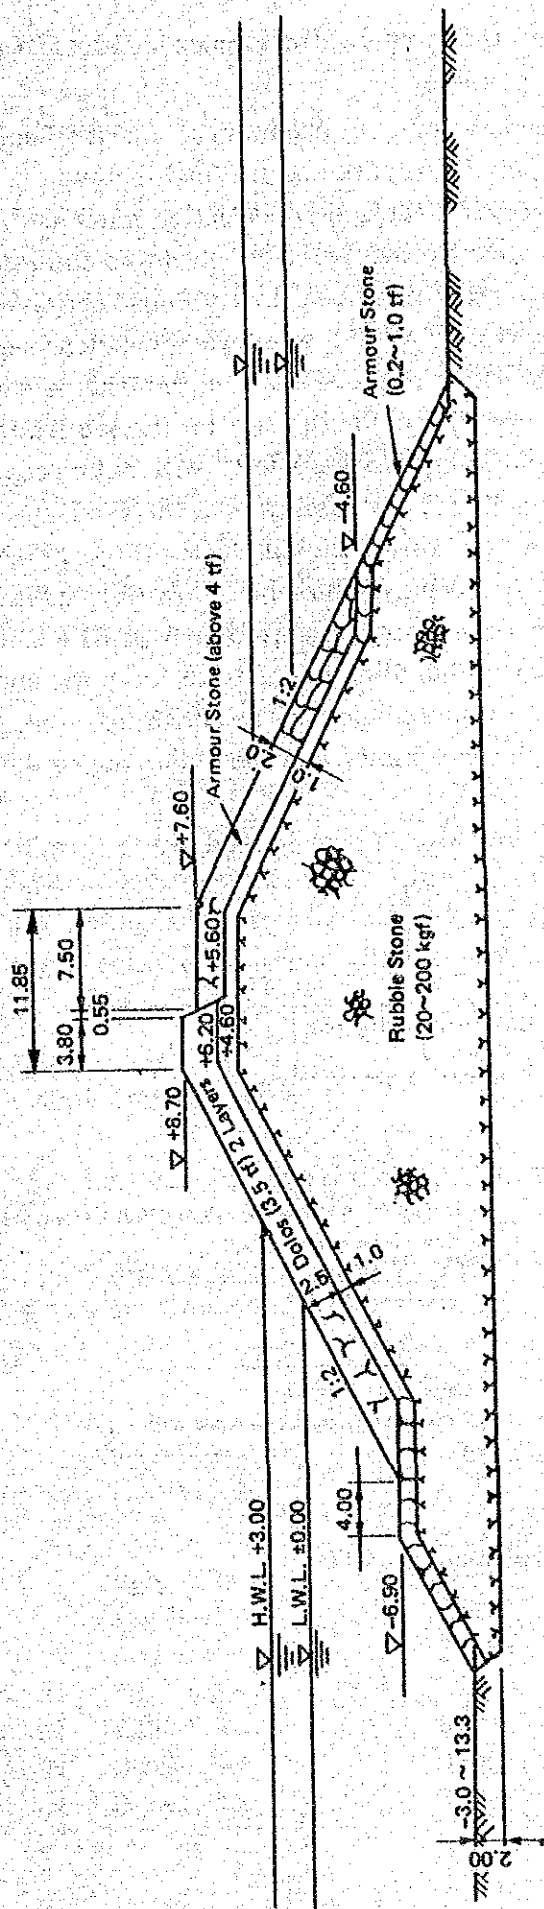 11.85
3.80
0.55
7.50
+8.70
+7.60
+6.20
+5.60
+4.60
Dolos (3.5 tf) 2 Layers
Armour Stone (above 4 tf)
H.W.L. +3.00
L.W.L. ±0.00
1:2
1.0
2.0
1:2
1.0
4.00
-6.90
-4.60
Armour Stone
(0.2~1.0 tf)
Rubble Stone
(20~200 kgf)
-3.0 ~ 13.3
2.00